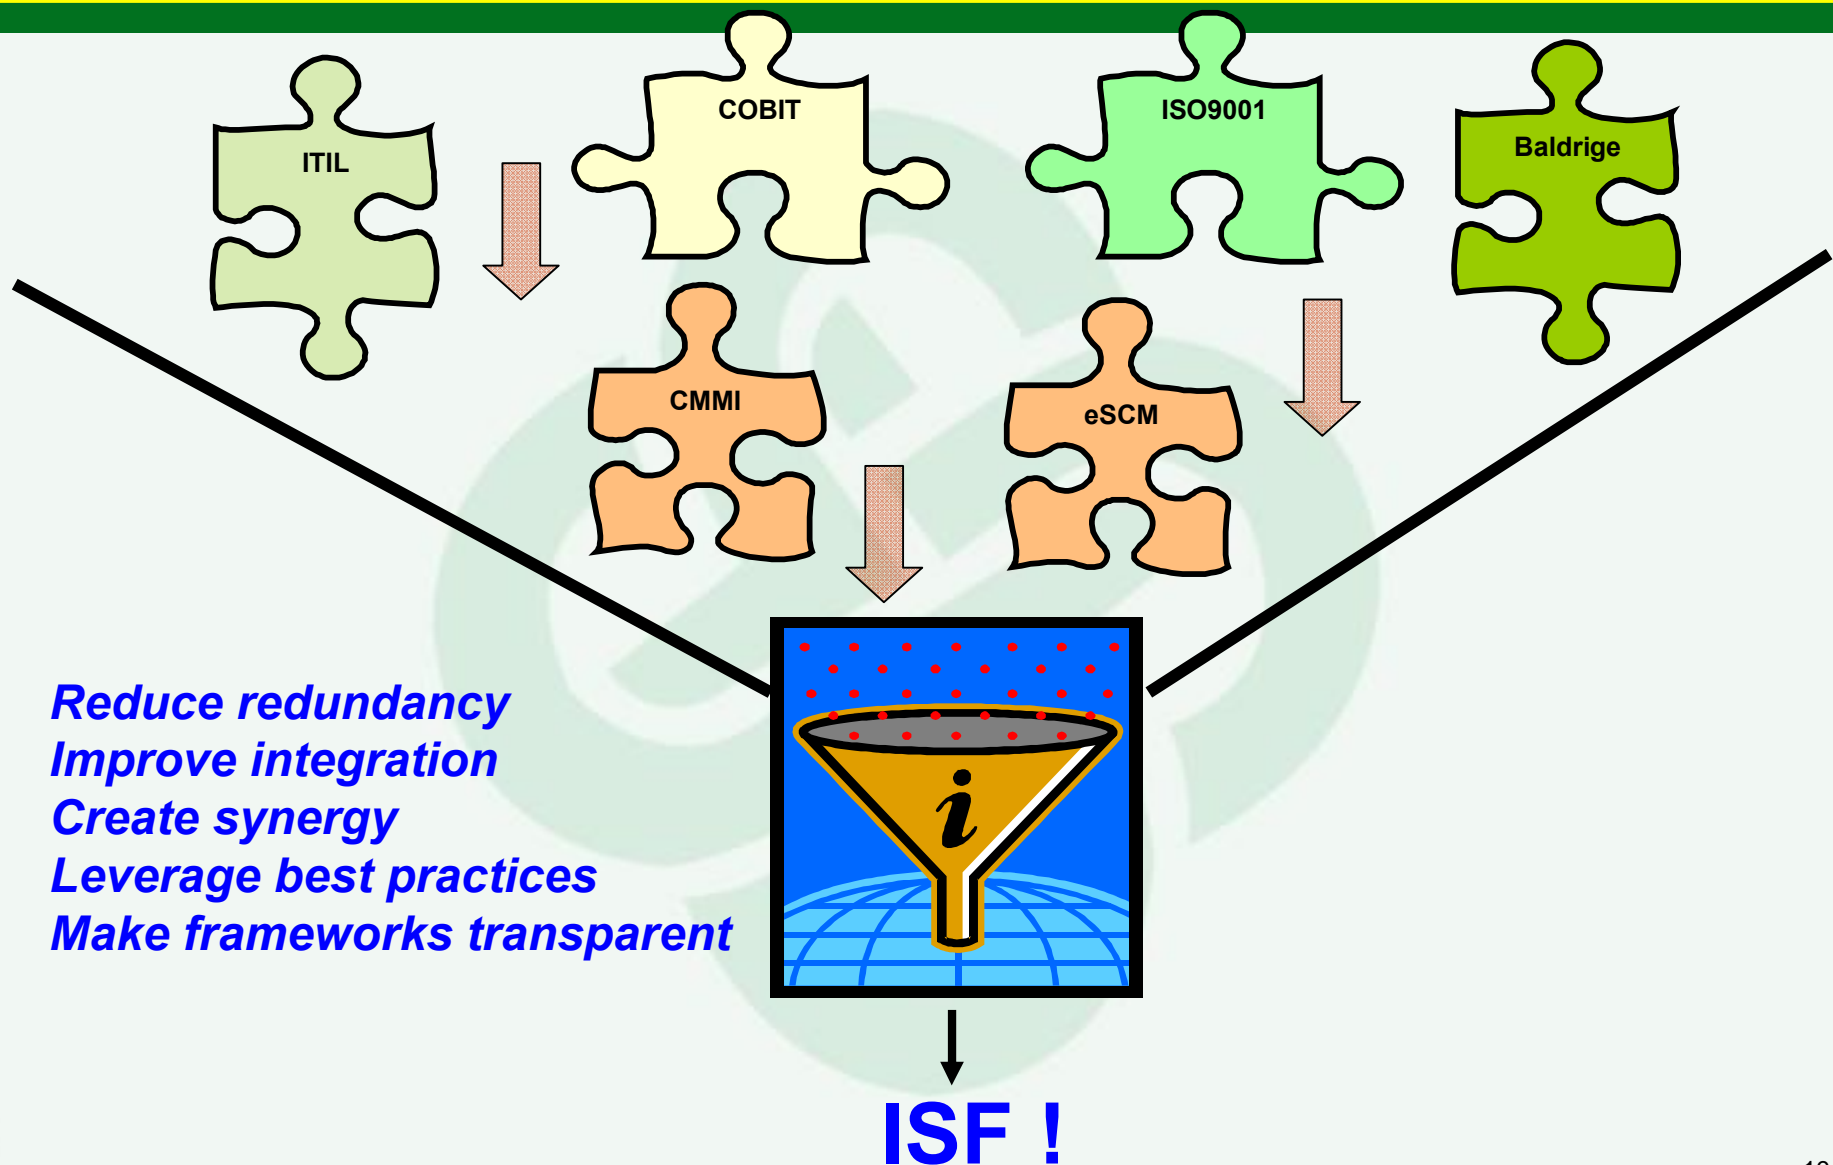 COBIT
ISO9001
Baldrige
ITIL
CMMI
eSCM
Reduce redundancy
Improve integration
Create synergy
Leverage best practices
Make frameworks transparent
i
ISF !